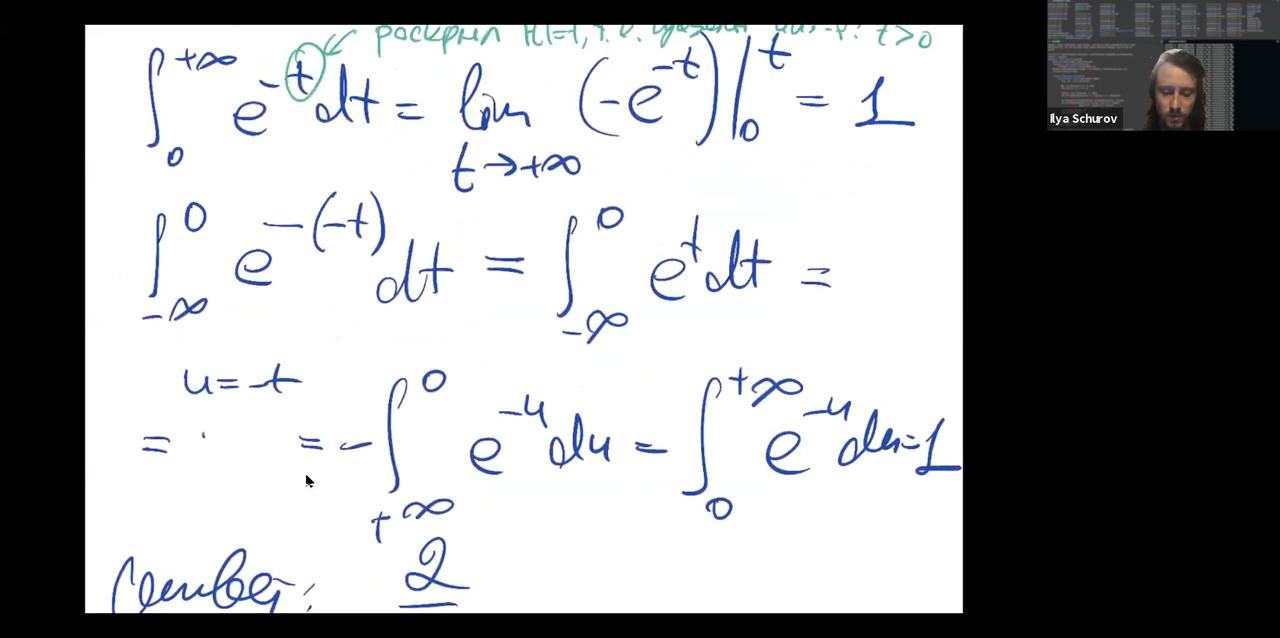 раскрыл |t|=t, т.к.
∫₀^{+∞} e^{-t} dt = lim_{t→+∞} (-e^{-t})|₀^t = 1
∫_{-∞}^0 e^{-(-t)} dt = ∫_{-∞}^0 e^t dt =
u = -t
= = -∫_{+∞}^0 e^{-u} du = ∫₀^{+∞} e^{-u} du = 1
Ответ: 2
Ilya Schurov